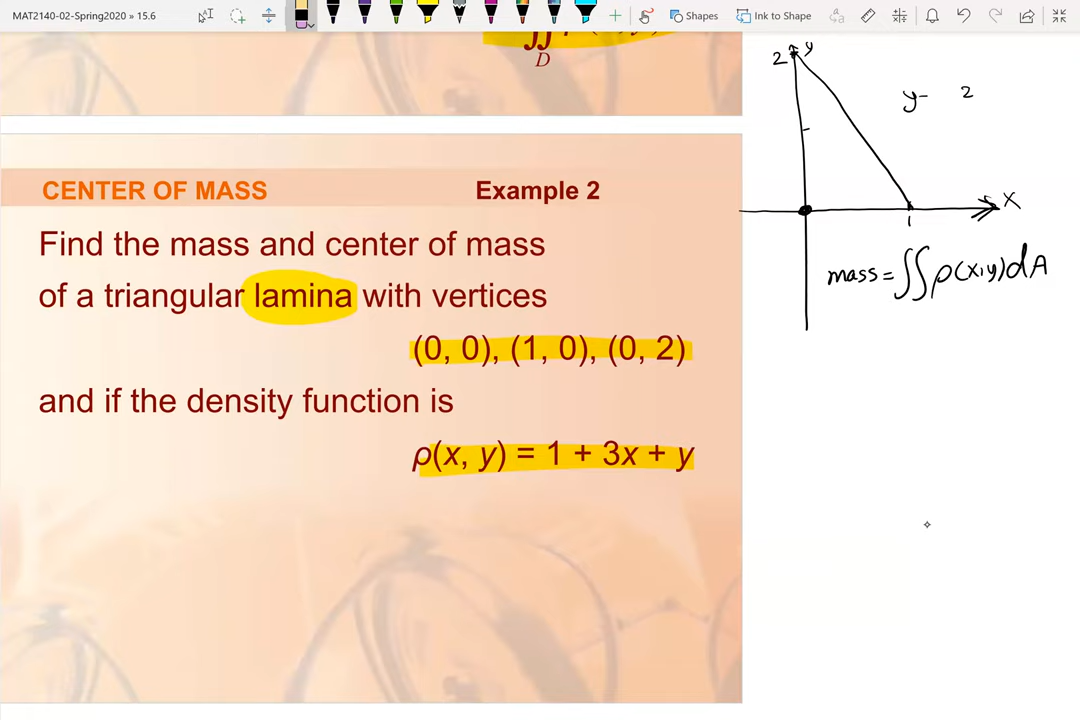 MAT2140-02-Spring2020 » 15.6
Shapes
Ink to Shape
D
CENTER OF MASS
Example 2
Find the mass and center of mass
of a triangular lamina with vertices
(0, 0), (1, 0), (0, 2)
and if the density function is
ρ(x, y) = 1 + 3x + y
2 y
y- 2
x
1
mass = ∬ ρ(x,y) dA